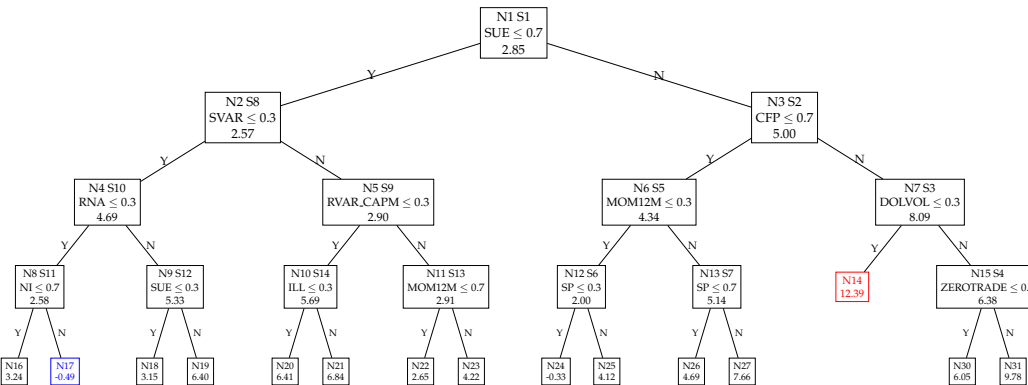 N1 S1
SUE ≤ 0.7
2.85
Y
N
N2 S8
SVAR ≤ 0.3
2.57
N3 S2
CFP ≤ 0.7
5.00
Y
N
Y
N
N4 S10
RNA ≤ 0.3
4.69
N5 S9
RVAR_CAPM ≤ 0.3
2.90
N6 S5
MOM12M ≤ 0.3
4.34
N7 S3
DOLVOL ≤ 0.3
8.09
Y
N
Y
N
Y
N
Y
N
N8 S11
NI ≤ 0.7
2.58
N9 S12
SUE ≤ 0.3
5.33
N10 S14
ILL ≤ 0.3
5.69
N11 S13
MOM12M ≤ 0.7
2.91
N12 S6
SP ≤ 0.3
2.00
N13 S7
SP ≤ 0.7
5.14
N14
12.39
N15 S4
ZEROTRADE ≤ 0.
6.38
Y
N
Y
N
Y
N
Y
N
Y
N
Y
N
Y
N
N16
3.24
N17
-0.49
N18
3.15
N19
6.40
N20
6.41
N21
6.84
N22
2.65
N23
4.22
N24
-0.33
N25
4.12
N26
4.69
N27
7.66
N30
6.05
N31
9.78